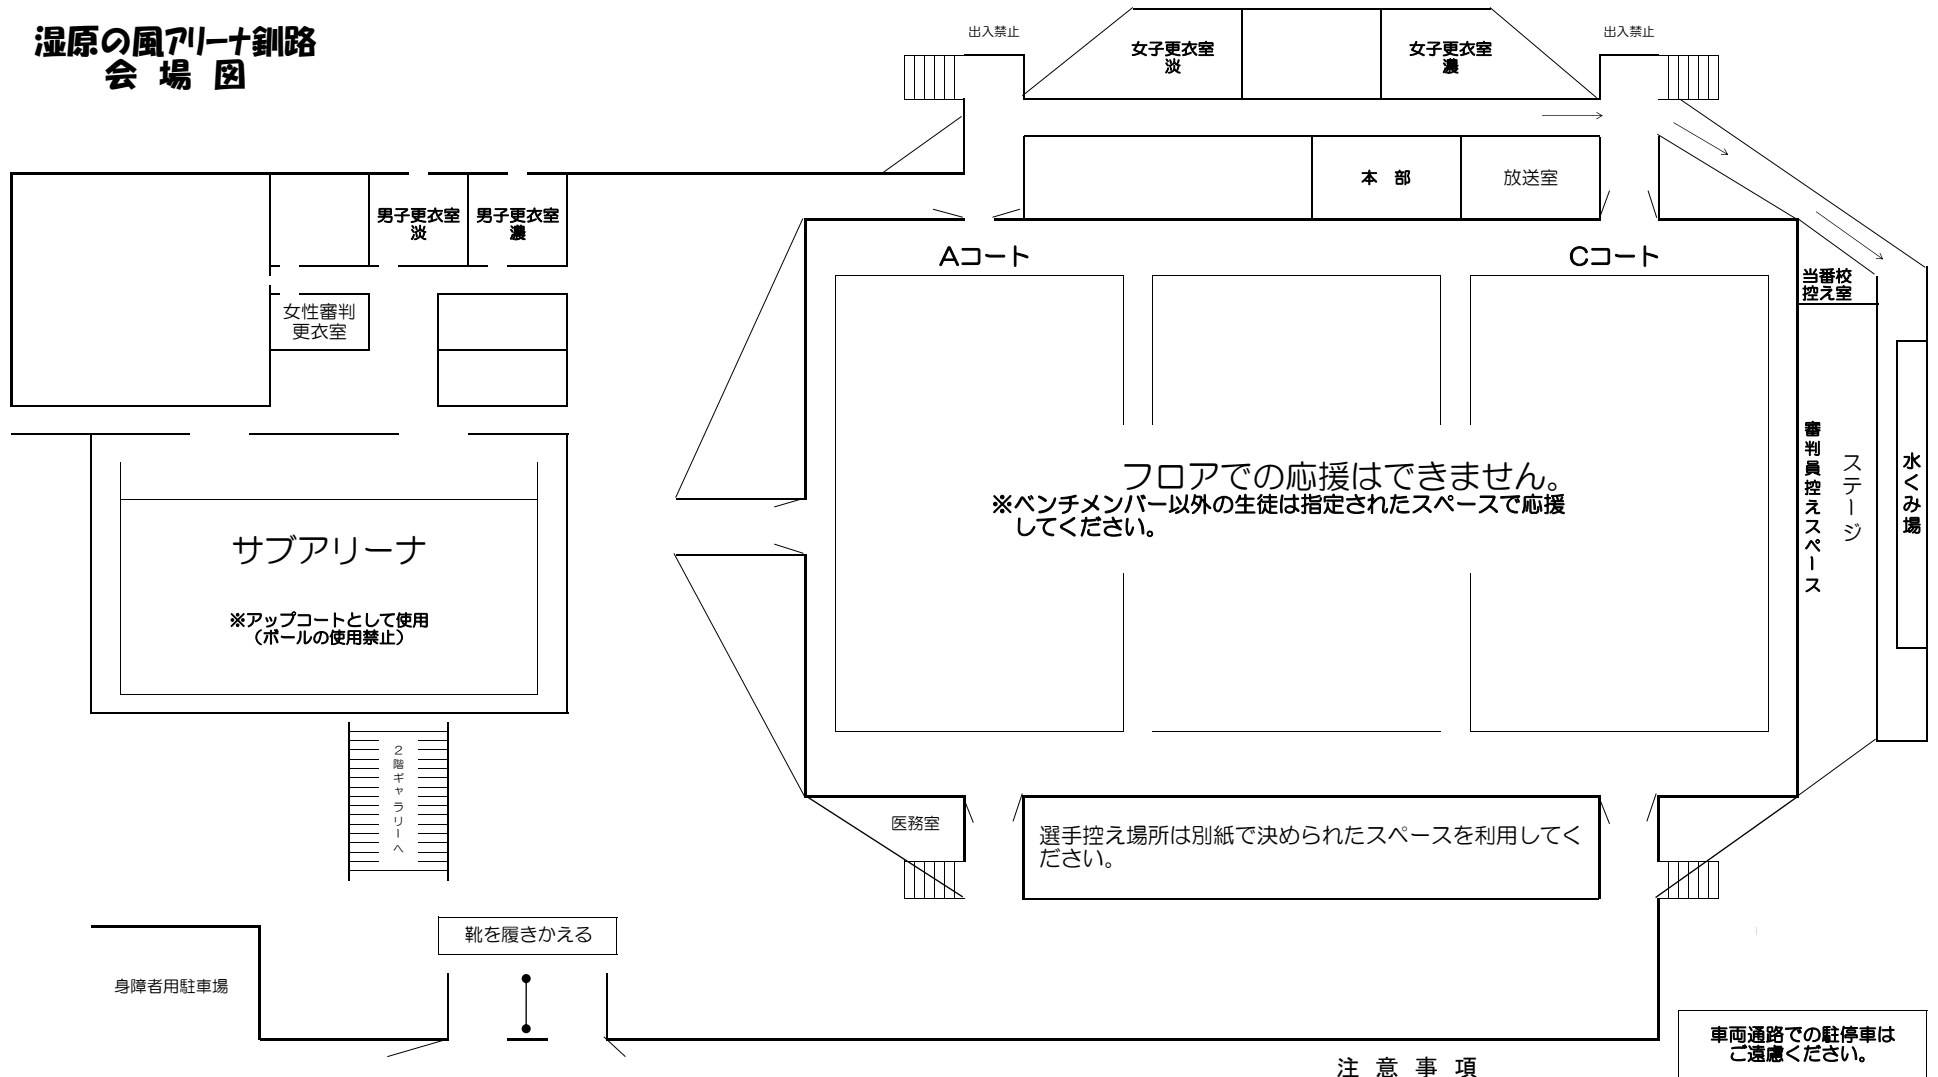 湿原の風アリーナ釧路
会　場　図
出入禁止
女子更衣室
淡
女子更衣室
濃
出入禁止
本　部
放送室
男子更衣室
淡
男子更衣室
濃
女性審判
更衣室
Aコート
Cコート
当番校
控え室
審判員控えスペース
ステージ
水くみ場
フロアでの応援はできません。
※ベンチメンバー以外の生徒は指定されたスペースで応援
してください。
サブアリーナ
※アップコートとして使用
（ボールの使用禁止）
２階ギャラリーへ
医務室
選手控え場所は別紙で決められたスペースを利用してく
ださい。
靴を履きかえる
身障者用駐車場
車両通路での駐停車は
ご遠慮ください。
注　意　事　項